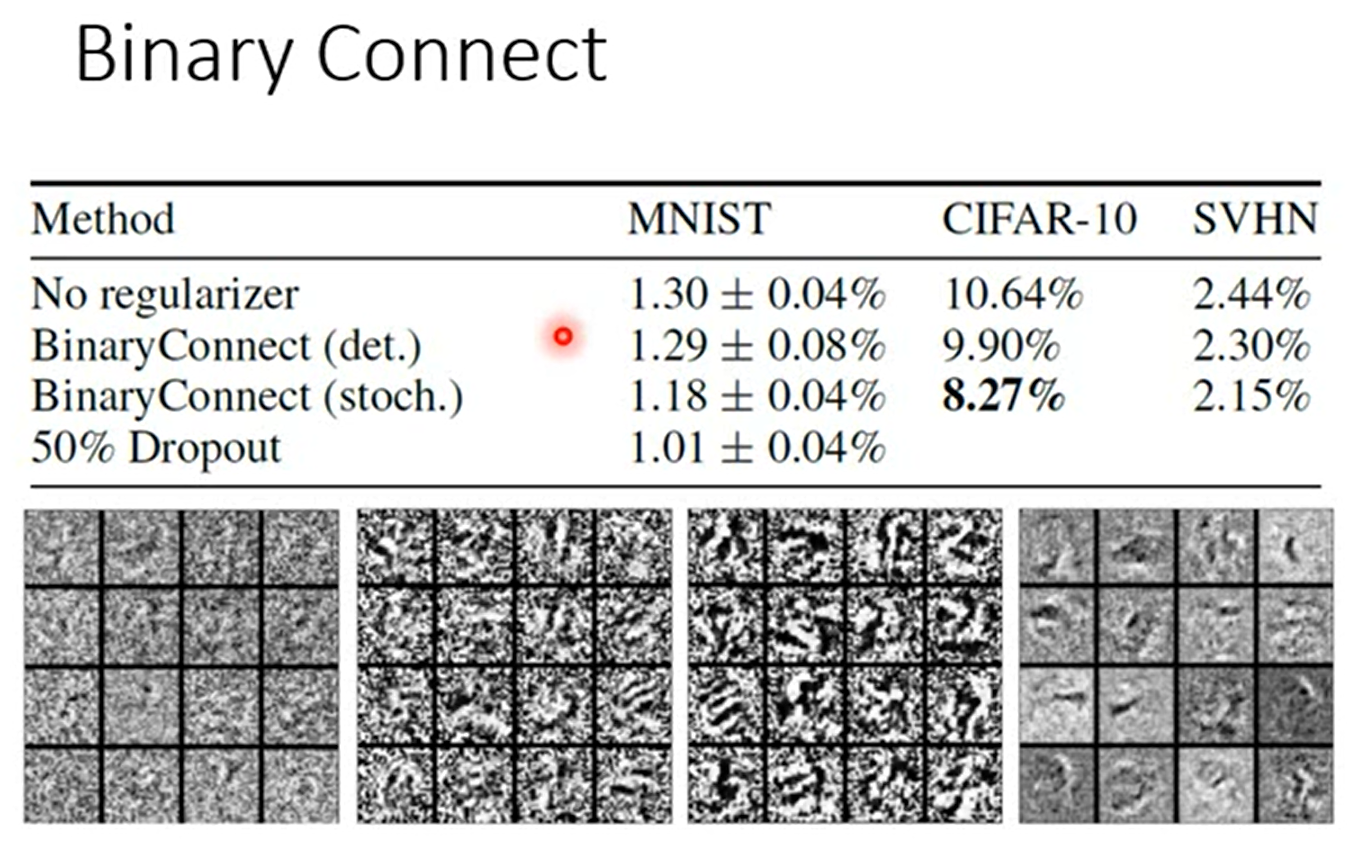 Binary Connect
Method MNIST CIFAR-10 SVHN
No regularizer 1.30 ± 0.04% 10.64% 2.44%
BinaryConnect (det.) 1.29 ± 0.08% 9.90% 2.30%
BinaryConnect (stoch.) 1.18 ± 0.04% 8.27% 2.15%
50% Dropout 1.01 ± 0.04%